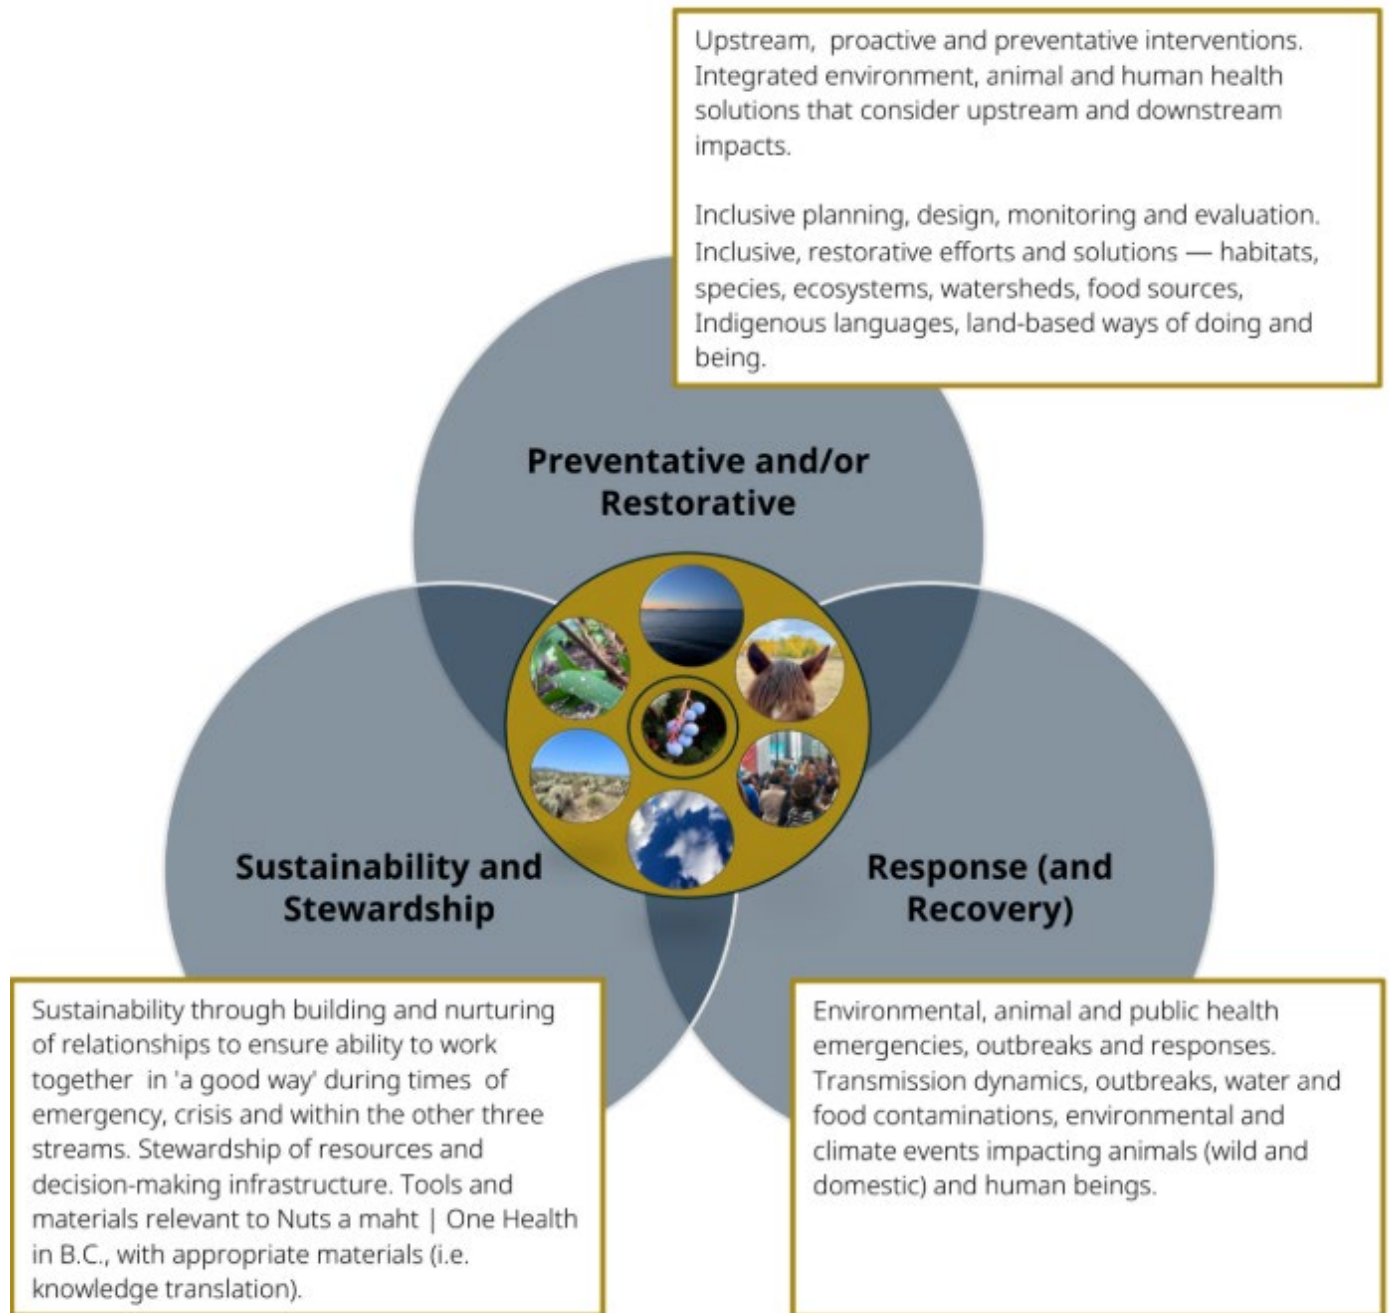 Upstream,  proactive and preventative interventions.
Integrated environment, animal and human health
solutions that consider upstream and downstream
impacts.
Inclusive planning, design, monitoring and evaluation.
Inclusive, restorative efforts and solutions — habitats,
species, ecosystems, watersheds, food sources,
Indigenous languages, land-based ways of doing and
being.
Preventative and/or
Restorative
Sustainability and
Stewardship
Response (and
Recovery)
Sustainability through building and nurturing
of relationships to ensure ability to work
together  in 'a good way' during times  of
emergency, crisis and within the other three
streams. Stewardship of resources and
decision-making infrastructure. Tools and
materials relevant to Nuts a maht | One Health
in B.C., with appropriate materials (i.e.
knowledge translation).
Environmental, animal and public health
emergencies, outbreaks and responses.
Transmission dynamics, outbreaks, water and
food contaminations, environmental and
climate events impacting animals (wild and
domestic) and human beings.